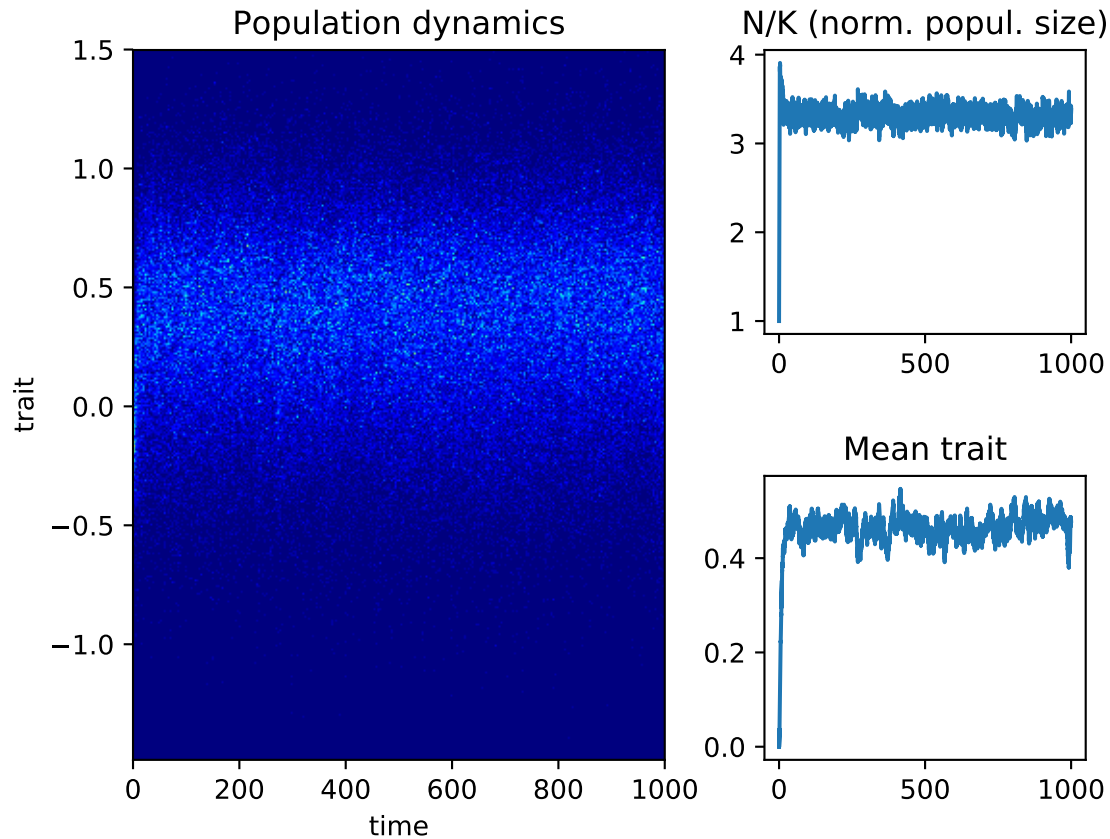 Population dynamics
1.5
1.0
0.5
0.0
−0.5
−1.0
trait
0 200 400 600 800 1000
time
N/K (norm. popul. size)
4
3
2
1
0 500 1000
Mean trait
0.4
0.2
0.0
0 500 1000